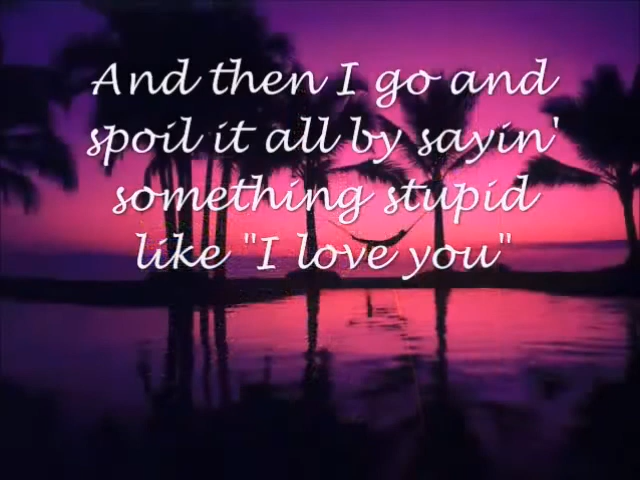 And then I go and
spoil it all by sayin'
something stupid
like "I love you"